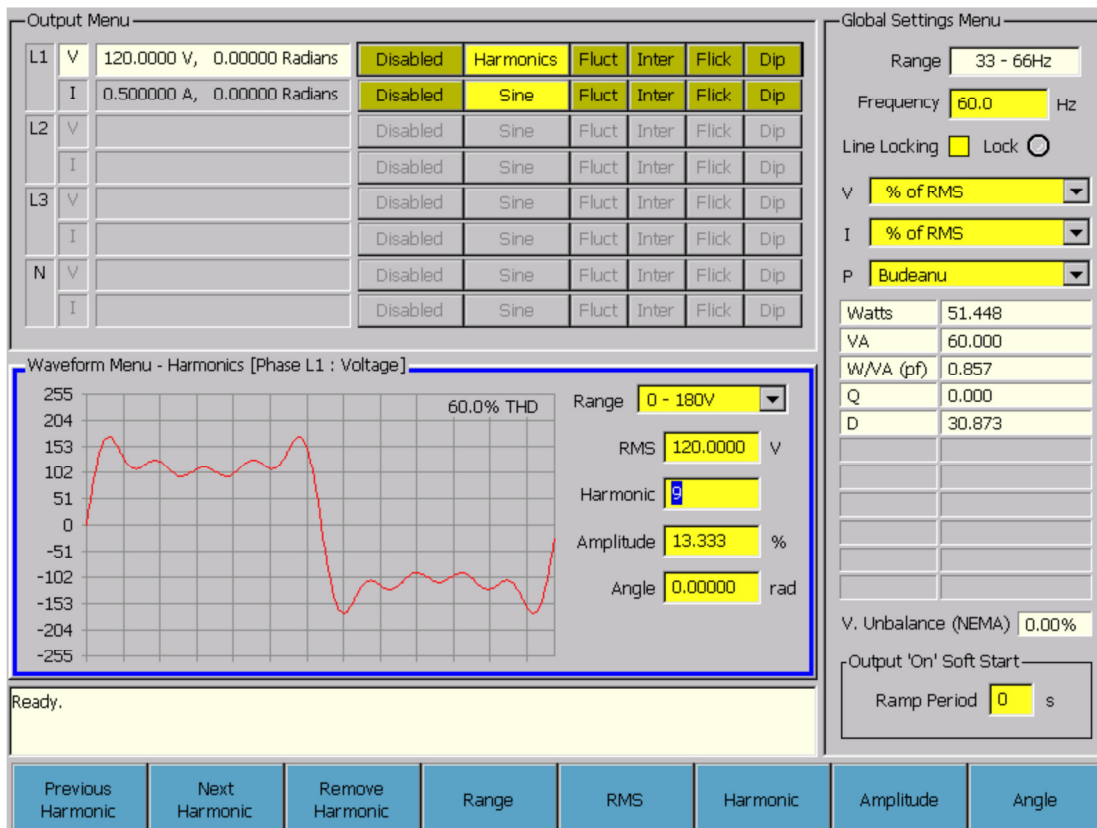 Output Menu
L1 V 120.0000 V, 0.00000 Radians Disabled Harmonics Fluct Inter Flick Dip
I 0.500000 A, 0.00000 Radians Disabled Sine Fluct Inter Flick Dip
L2 V Disabled Sine Fluct Inter Flick Dip
I Disabled Sine Fluct Inter Flick Dip
L3 V Disabled Sine Fluct Inter Flick Dip
I Disabled Sine Fluct Inter Flick Dip
N V Disabled Sine Fluct Inter Flick Dip
I Disabled Sine Fluct Inter Flick Dip
Waveform Menu - Harmonics [Phase L1 : Voltage]
255
204
153
102
51
0
-51
-102
-153
-204
-255
60.0% THD
Range 0 - 180V
RMS 120.0000 V
Harmonic 9
Amplitude 13.333 %
Angle 0.00000 rad
Ready.
Global Settings Menu
Range 33 - 66Hz
Frequency 60.0 Hz
Line Locking Lock
V % of RMS
I % of RMS
P Budeanu
Watts 51.448
VA 60.000
W/VA (pf) 0.857
Q 0.000
D 30.873
V. Unbalance (NEMA) 0.00%
Output 'On' Soft Start
Ramp Period 0 s
Previous Harmonic
Next Harmonic
Remove Harmonic
Range
RMS
Harmonic
Amplitude
Angle